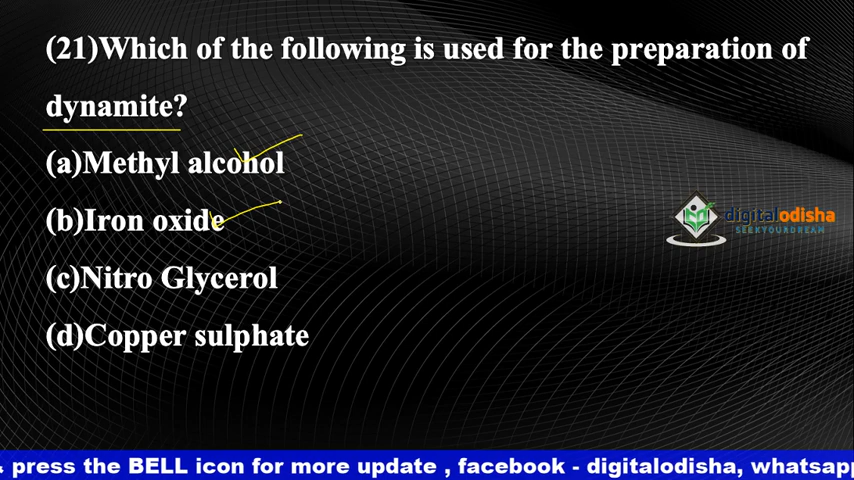 (21)Which of the following is used for the preparation of
dynamite?
(a)Methyl alcohol
(b)Iron oxide
(c)Nitro Glycerol
(d)Copper sulphate
digitalodisha
SEEKYOURDREAM
& press the BELL icon for more update , facebook - digitalodisha, whatsapp